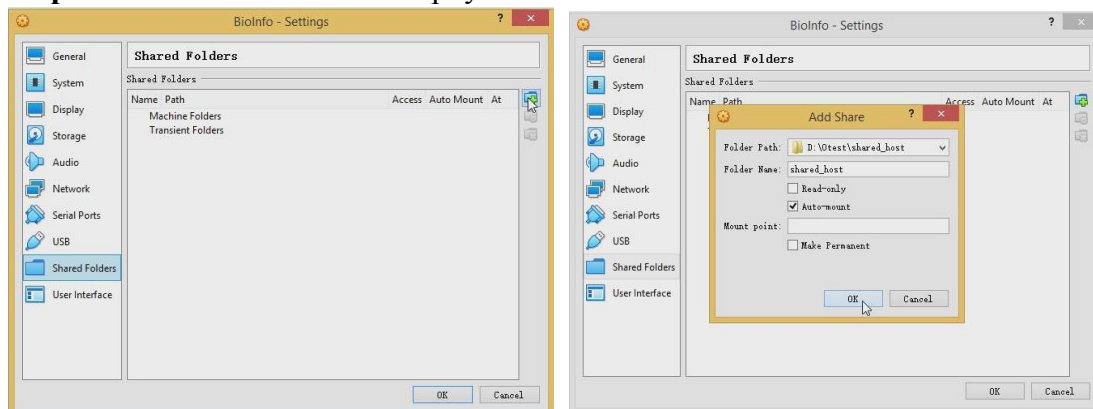 BioInfo - Settings
?
×
General
System
Display
Storage
Audio
Network
Serial Ports
USB
Shared Folders
User Interface
Shared Folders
Shared Folders
Name Path Access Auto Mount At
Machine Folders
Transient Folders
OK Cancel
BioInfo - Settings
?
×
General
System
Display
Storage
Audio
Network
Serial Ports
USB
Shared Folders
User Interface
Shared Folders
Shared Folders
Name Path Access Auto Mount At
Add Share
?
×
Folder Path: D:\0test\shared_host
Folder Name: shared_host
Read-only
Auto-mount
Mount point:
Make Permanent
OK Cancel
OK Cancel